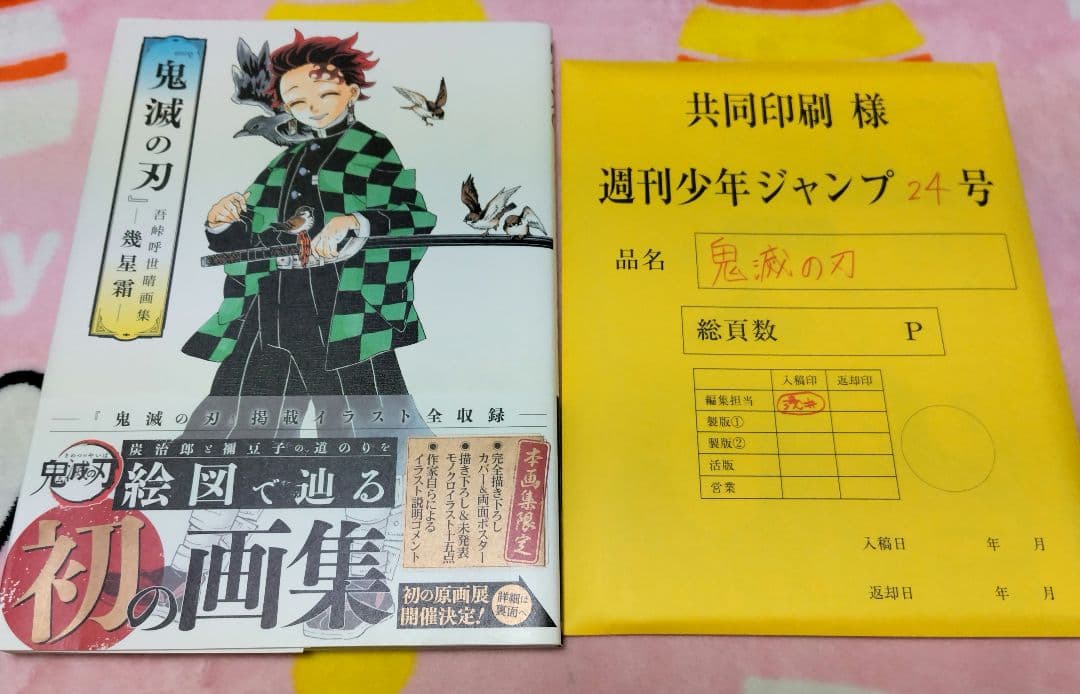 『鬼滅の刃』
吾峠呼世晴画集
―幾星霜―
『鬼滅の刃』掲載イラスト全収録
炭治郎と禰豆子の道のりを
きめつのやいば
鬼滅の刃
絵図で辿る
初の画集
本画集限定
●完全描き下ろし
カバー&両面ポスター
●描き下ろし&未発表
モノクロイラスト十五点
●作家自らによる
イラスト説明コメント
初の原画展
開催決定!
詳細は
裏面へ
共同印刷 様
週刊少年ジャンプ 24 号
品名 鬼滅の刃
総頁数 P
入稿印 返却印
編集担当
製版①
製版②
活版
営業
入稿日 年 月
返却日 年 月